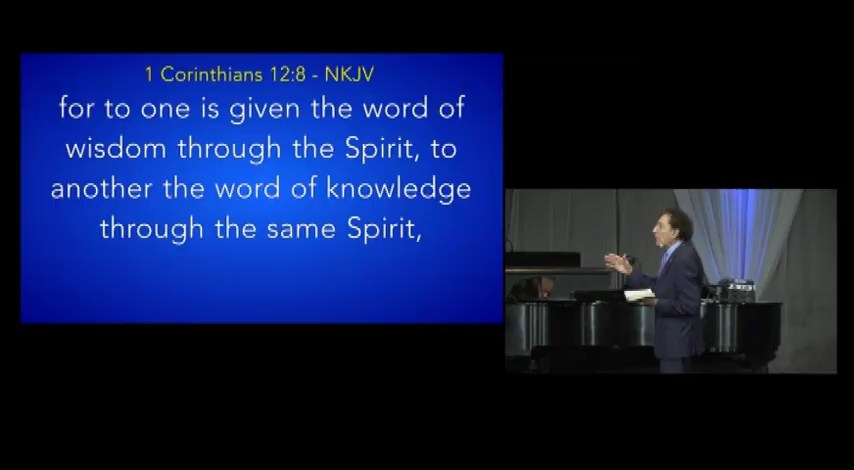 1 Corinthians 12:8 - NKJV
for to one is given the word of
wisdom through the Spirit, to
another the word of knowledge
through the same Spirit,